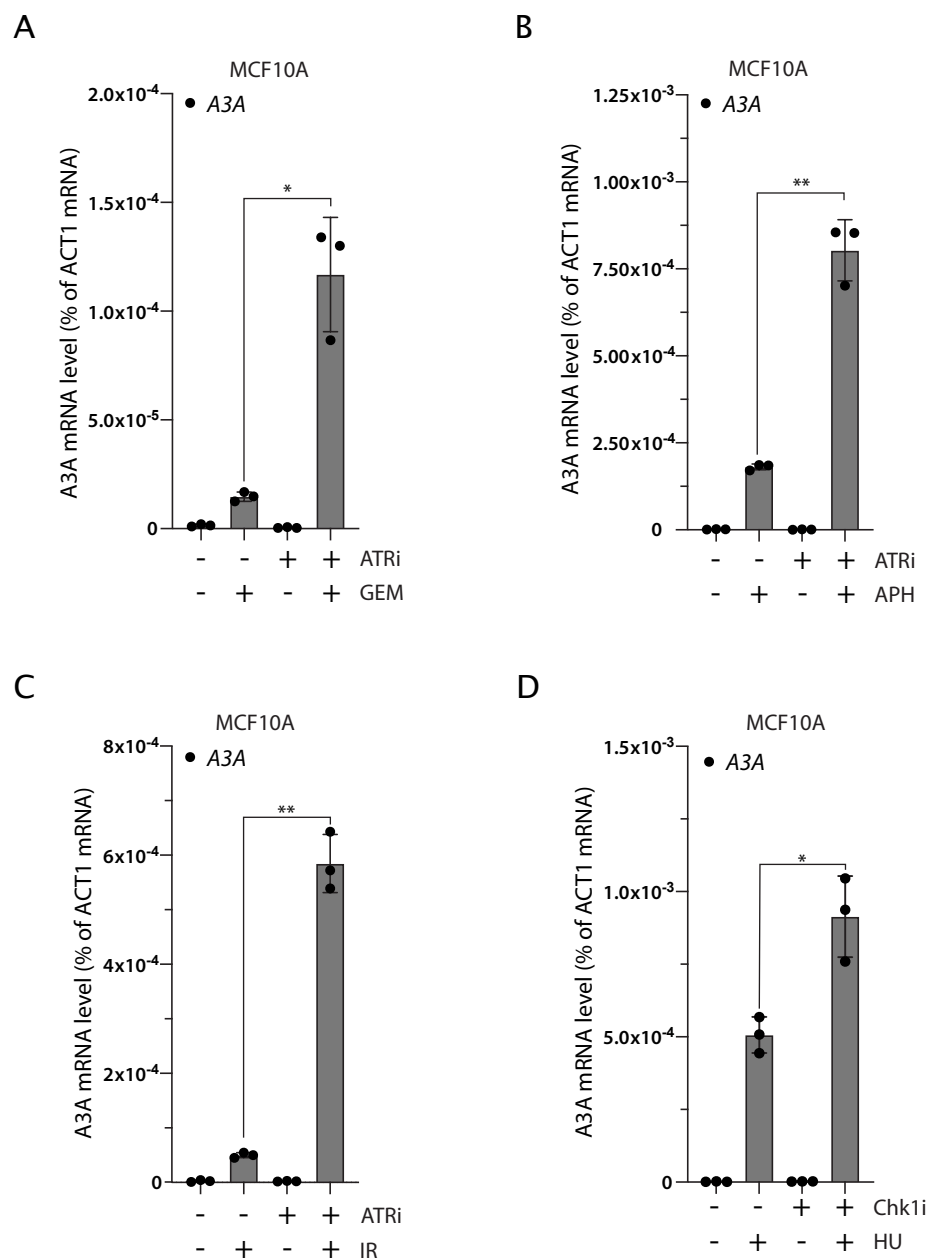 A
MCF10A
A3A
A3A mRNA level (% of ACT1 mRNA)
2.0x10-4
1.5x10-4
1.0x10-4
5.0x10-5
0
*
- - + + ATRi
- + - + GEM
B
MCF10A
A3A
A3A mRNA level (% of ACT1 mRNA)
1.25x10-3
1.00x10-3
7.50x10-4
5.00x10-4
2.50x10-4
0
**
- - + + ATRi
- + - + APH
C
MCF10A
A3A
A3A mRNA level (% of ACT1 mRNA)
8x10-4
6x10-4
4x10-4
2x10-4
0
**
- - + + ATRi
- + - + IR
D
MCF10A
A3A
A3A mRNA level (% of ACT1 mRNA)
1.5x10-3
1.0x10-3
5.0x10-4
0
*
- - + + Chk1i
- + - + HU